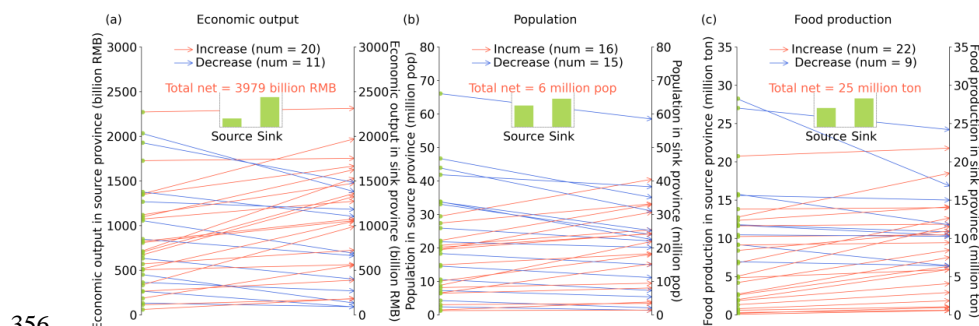 (a) Economic output
Economic output in source province (billion RMB)
3000
2500
2000
1500
1000
500
0
Increase (num = 20)
Decrease (num = 11)
Total net = 3979 billion RMB
Source Sink
3000
2500
2000
1500
1000
500
0
Economic output in sink province (billion RMB)
(b) Population
Population in source province (million pop)
80
70
60
50
40
30
20
10
0
Increase (num = 16)
Decrease (num = 15)
Total net = 6 million pop
Source Sink
80
70
60
50
40
30
20
10
0
Population in sink province (million pop)
(c) Food production
Food production in source province (million ton)
35
30
25
20
15
10
5
0
Increase (num = 22)
Decrease (num = 9)
Total net = 25 million ton
Source Sink
35
30
25
20
15
10
5
0
Food production in sink province (million ton)
356